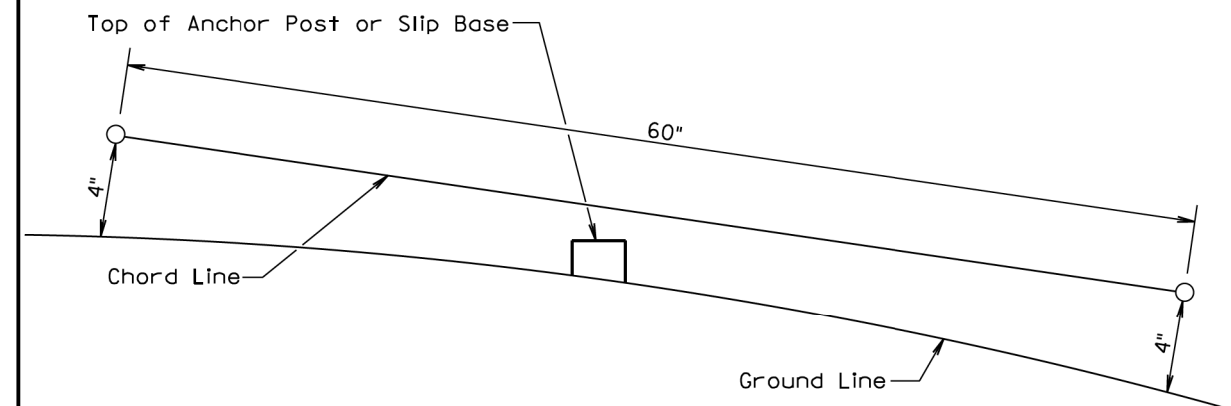 Top of Anchor Post or Slip Base
60"
4"
Chord Line
4"
Ground Line